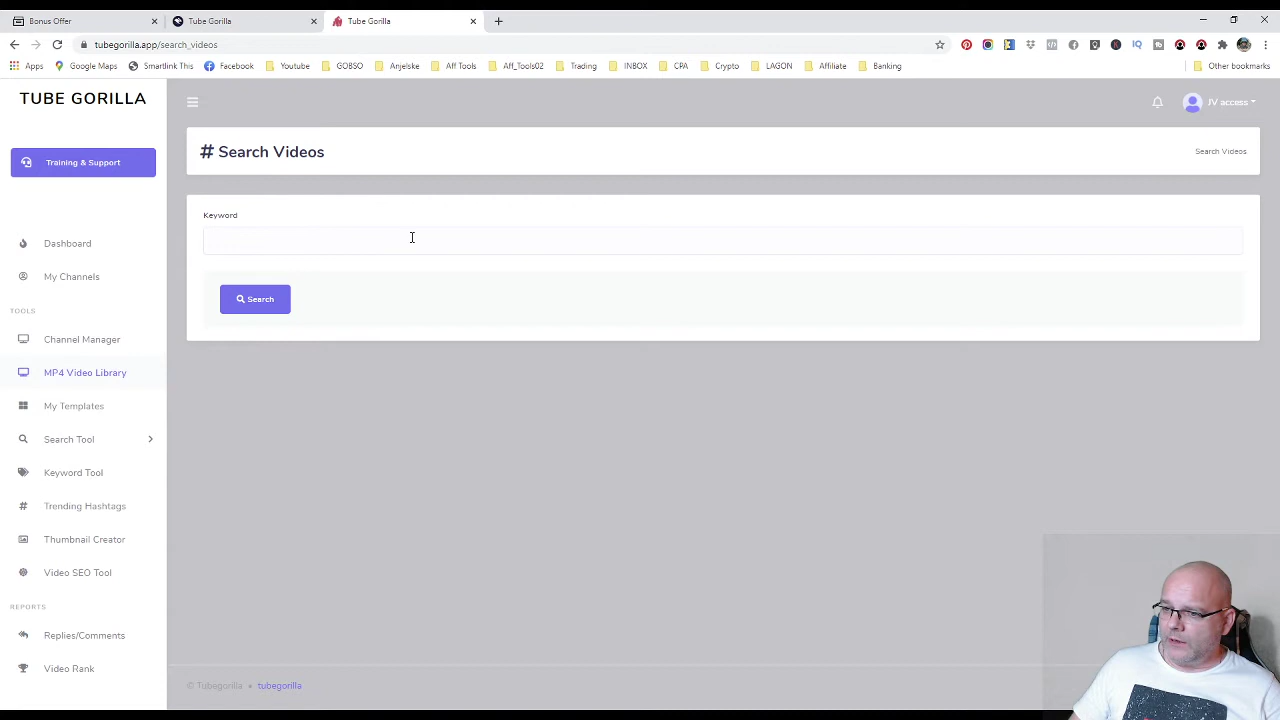 Bonus Offer
Tube Gorilla
Tube Gorilla
tubegorilla.app/search_videos
Apps
Google Maps
Smartlink This
Facebook
Youtube
GOBSO
Anjelske
Aff Tools
Aff_Tools02
Trading
INBOX
CPA
Crypto
LAGON
Affiliate
Banking
Other bookmarks
TUBE GORILLA
JV access
Training & Support
# Search Videos
Search Videos
Keyword
Search
Dashboard
My Channels
TOOLS
Channel Manager
MP4 Video Library
My Templates
Search Tool
Keyword Tool
Trending Hashtags
Thumbnail Creator
Video SEO Tool
REPORTS
Replies/Comments
Video Rank
© Tubegorilla • tubegorilla